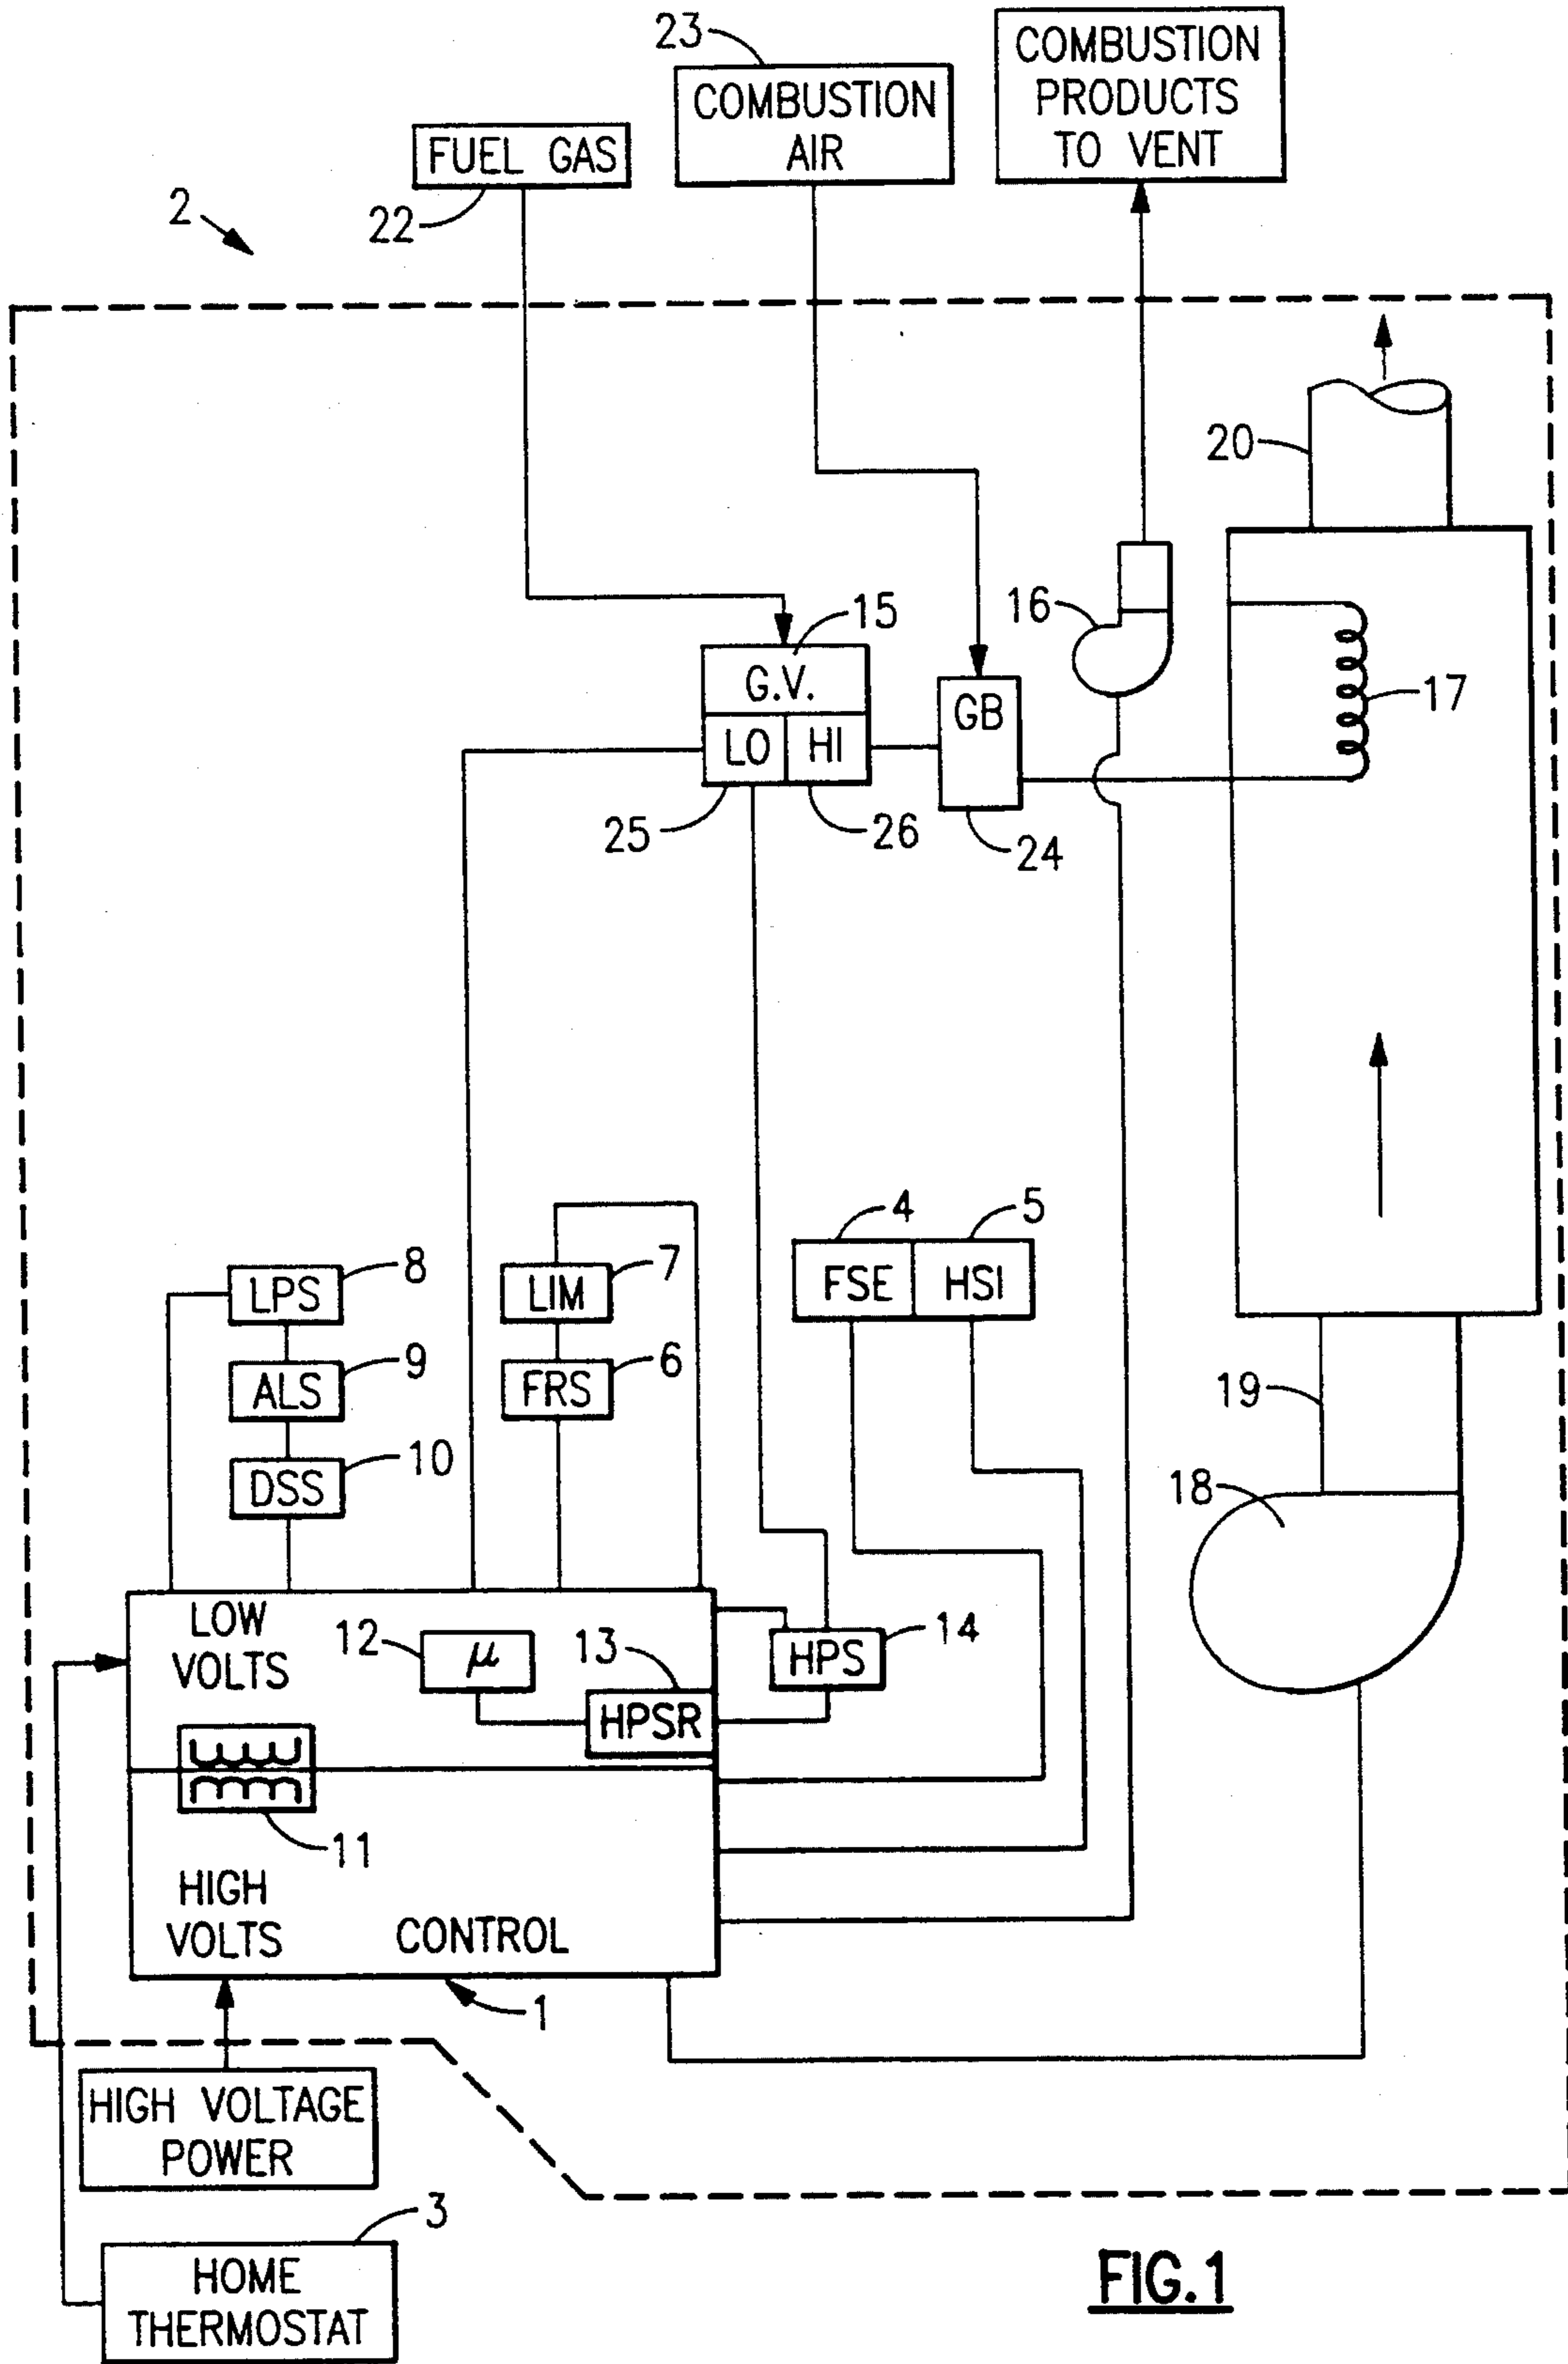 23
COMBUSTION
AIR
COMBUSTION
PRODUCTS
TO VENT
FUEL GAS
22
2
20
15
G.V.
LO
HI
25
26
GB
24
16
17
4
5
FSE
HSI
LPS
8
ALS
9
DSS
10
LIM
7
FRS
6
19
18
LOW
VOLTS
12
μ
13
HPSR
HPS
14
11
HIGH
VOLTS
CONTROL
1
HIGH VOLTAGE
POWER
3
HOME
THERMOSTAT
FIG.1